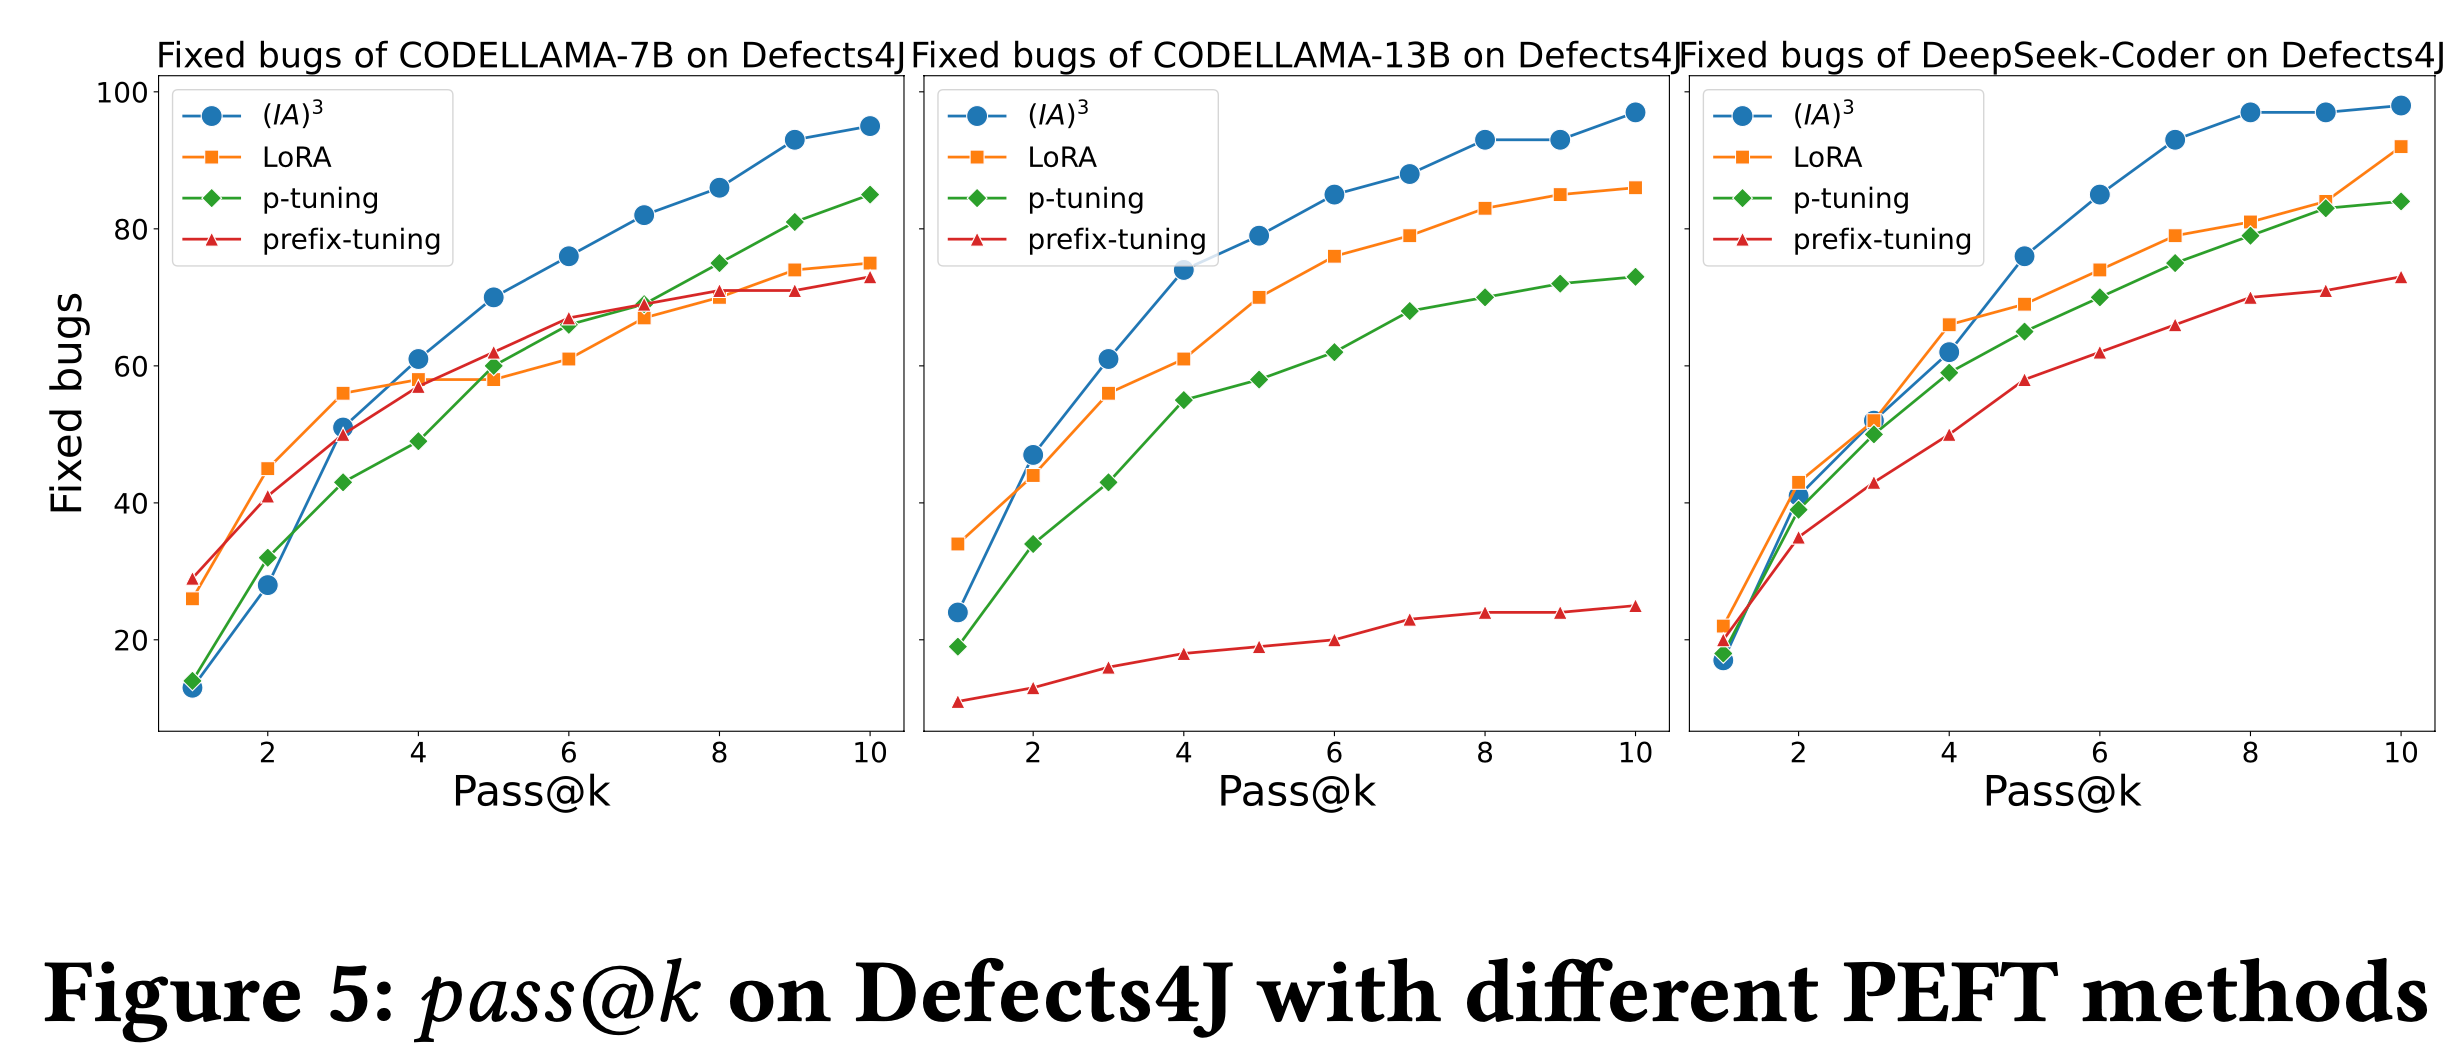 Fixed bugs of CODELLAMA-7B on Defects4J
Fixed bugs of CODELLAMA-13B on Defects4J
Fixed bugs of DeepSeek-Coder on Defects4J
Fixed bugs
100
80
60
40
20
(IA)³
LoRA
p-tuning
prefix-tuning
2 4 6 8 10
Pass@k
(IA)³
LoRA
p-tuning
prefix-tuning
2 4 6 8 10
Pass@k
(IA)³
LoRA
p-tuning
prefix-tuning
2 4 6 8 10
Pass@k
Figure 5: pass@k on Defects4J with different PEFT methods